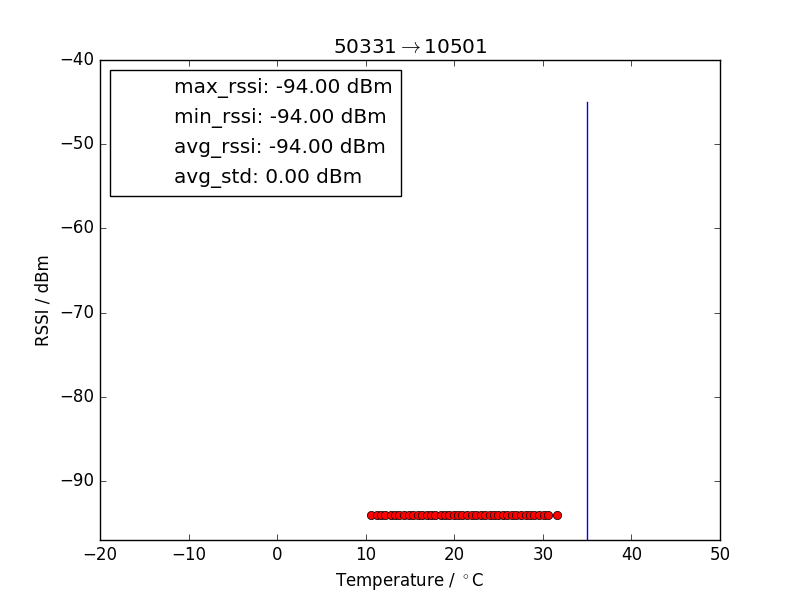 50331→10501
max_rssi: -94.00 dBm
min_rssi: -94.00 dBm
avg_rssi: -94.00 dBm
avg_std: 0.00 dBm
−40
−50
−60
−70
−80
−90
RSSI / dBm
−20 −10 0 10 20 30 40 50
Temperature / °C